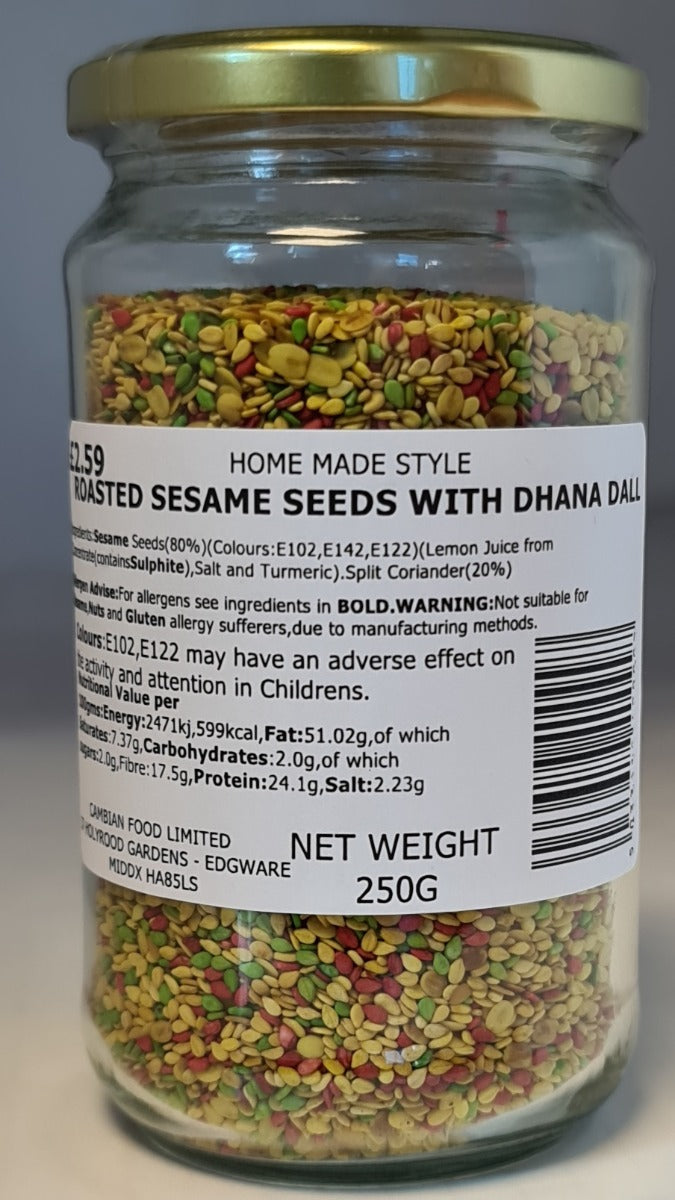 £2.59
HOME MADE STYLE
ROASTED SESAME SEEDS WITH DHANA DALL
Sesame Seeds(80%)(Colours:E102,E142,E122)(Lemon Juice from
(containsSulphite),Salt and Turmeric).Split Coriander(20%)
Advise:For allergens see ingredients in BOLD.WARNING:Not suitable for
Nuts and Gluten allergy sufferers,due to manufacturing methods.
Colours:E102,E122 may have an adverse effect on
activity and attention in Childrens.
Nutritional Value per
100gms:Energy:2471kj,599kcal,Fat:51.02g,of which
Saturates:7.37g,Carbohydrates:2.0g,of which
sugars:2.0g,Fibre:17.5g,Protein:24.1g,Salt:2.23g
CAMBIAN FOOD LIMITED
HOLYROOD GARDENS - EDGWARE
MIDDX HA85LS
NET WEIGHT
250G